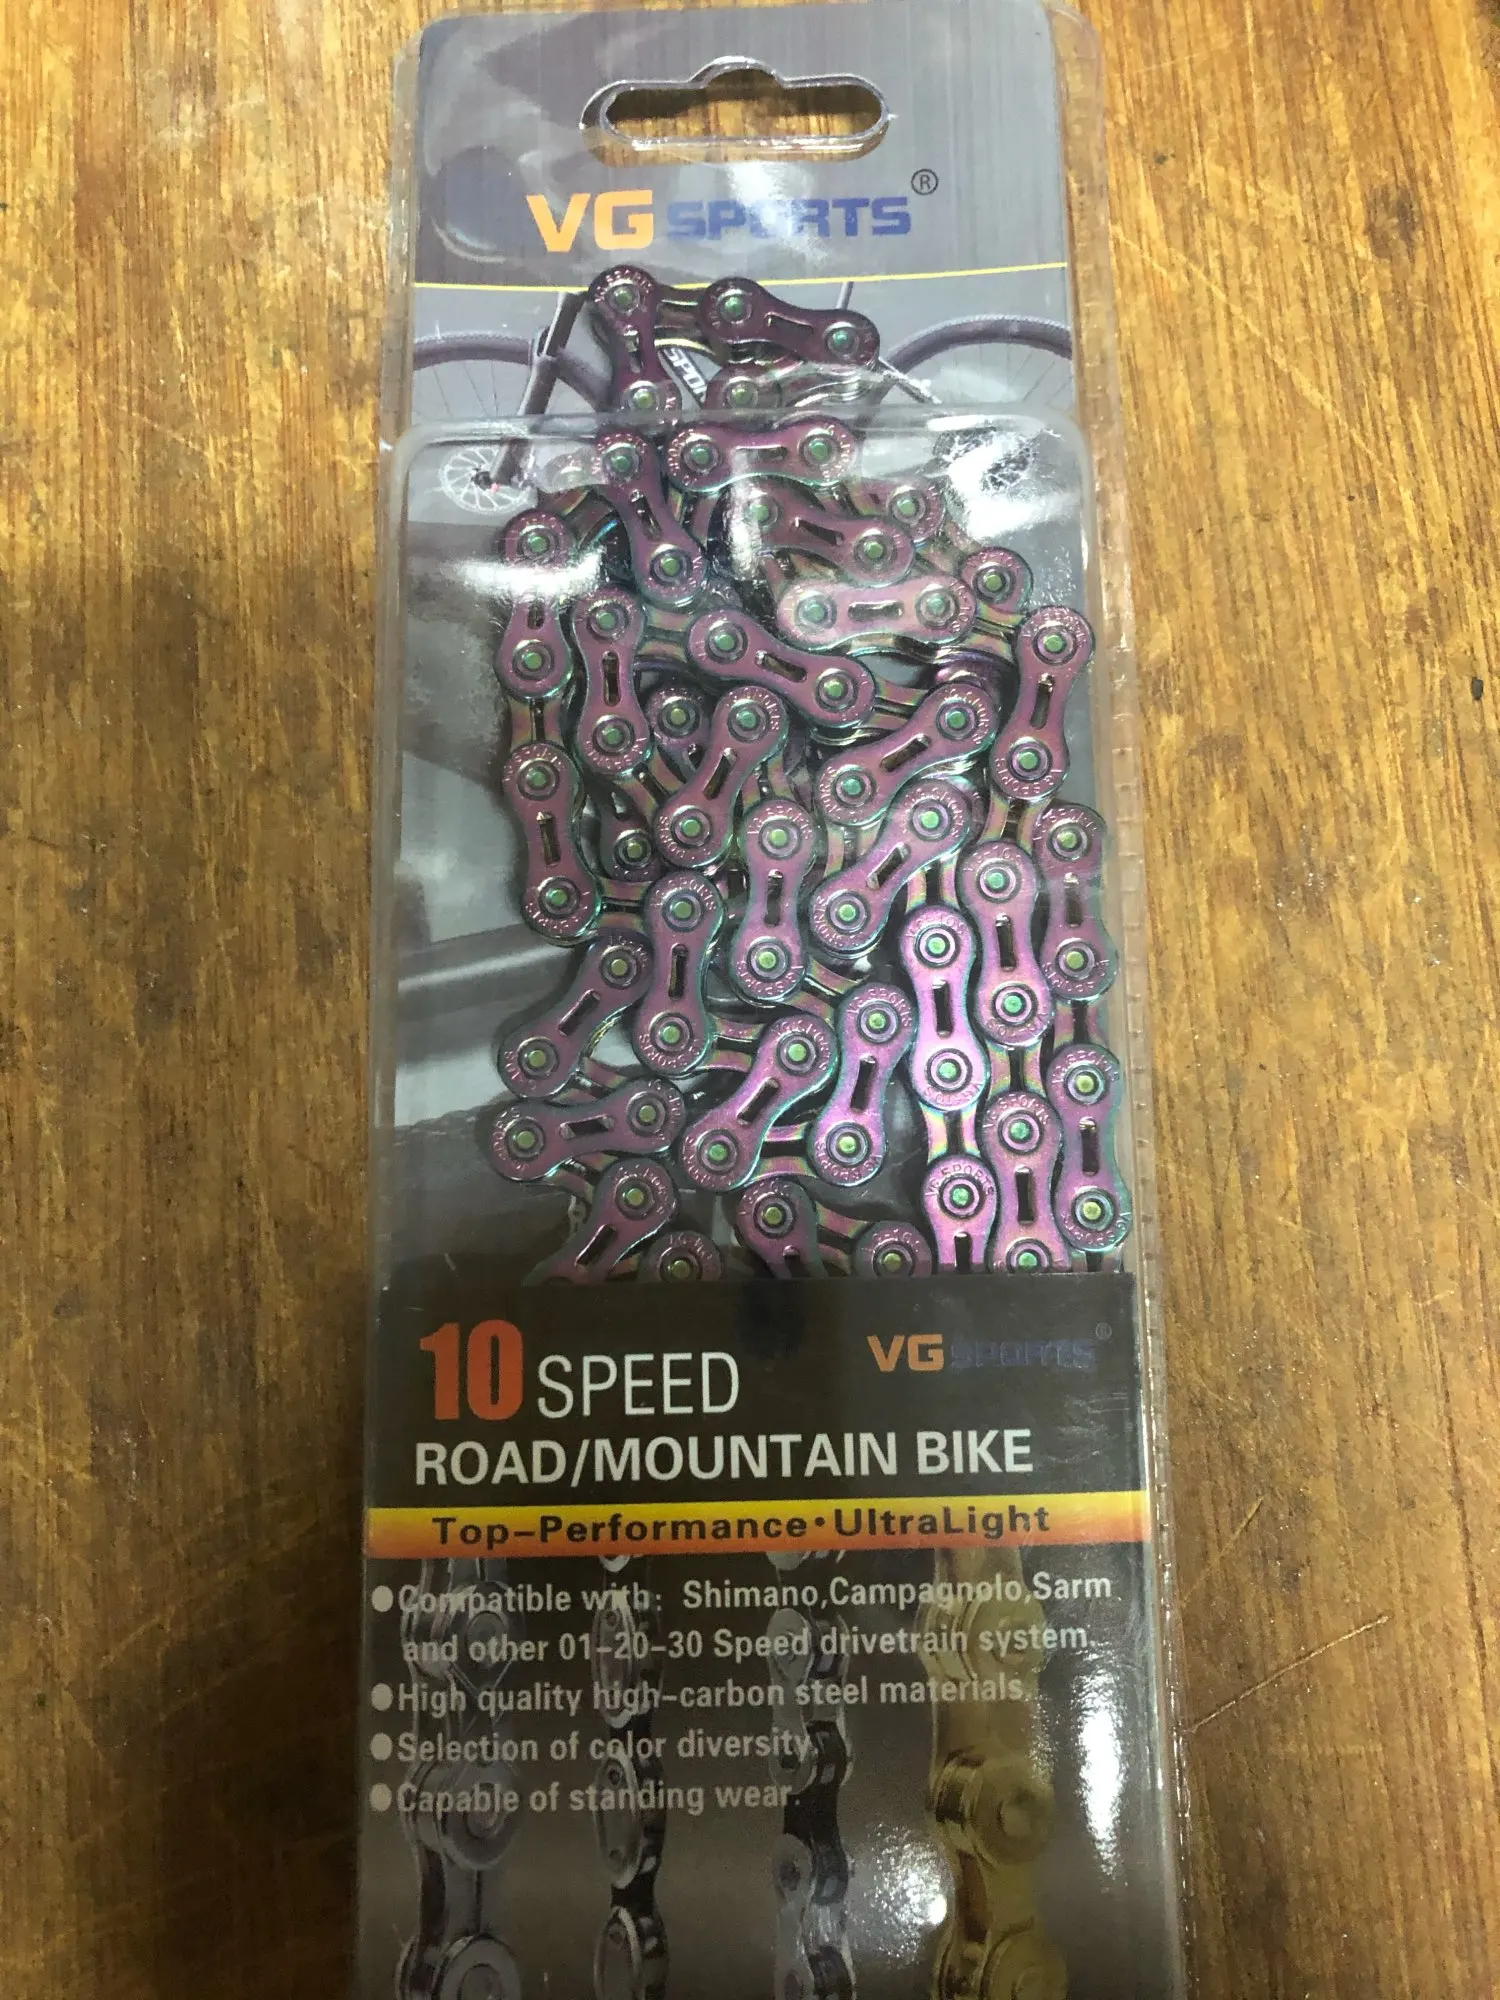 VG SPORTS®
10 SPEED
VG SPORTS®
ROAD/MOUNTAIN BIKE
Top-Performance•UltraLight
●Compatible with: Shimano,Campagnolo,Sarm
and other 01-20-30 Speed drivetrain system.
●High quality high-carbon steel materials.
●Selection of color diversity.
●Capable of standing wear.